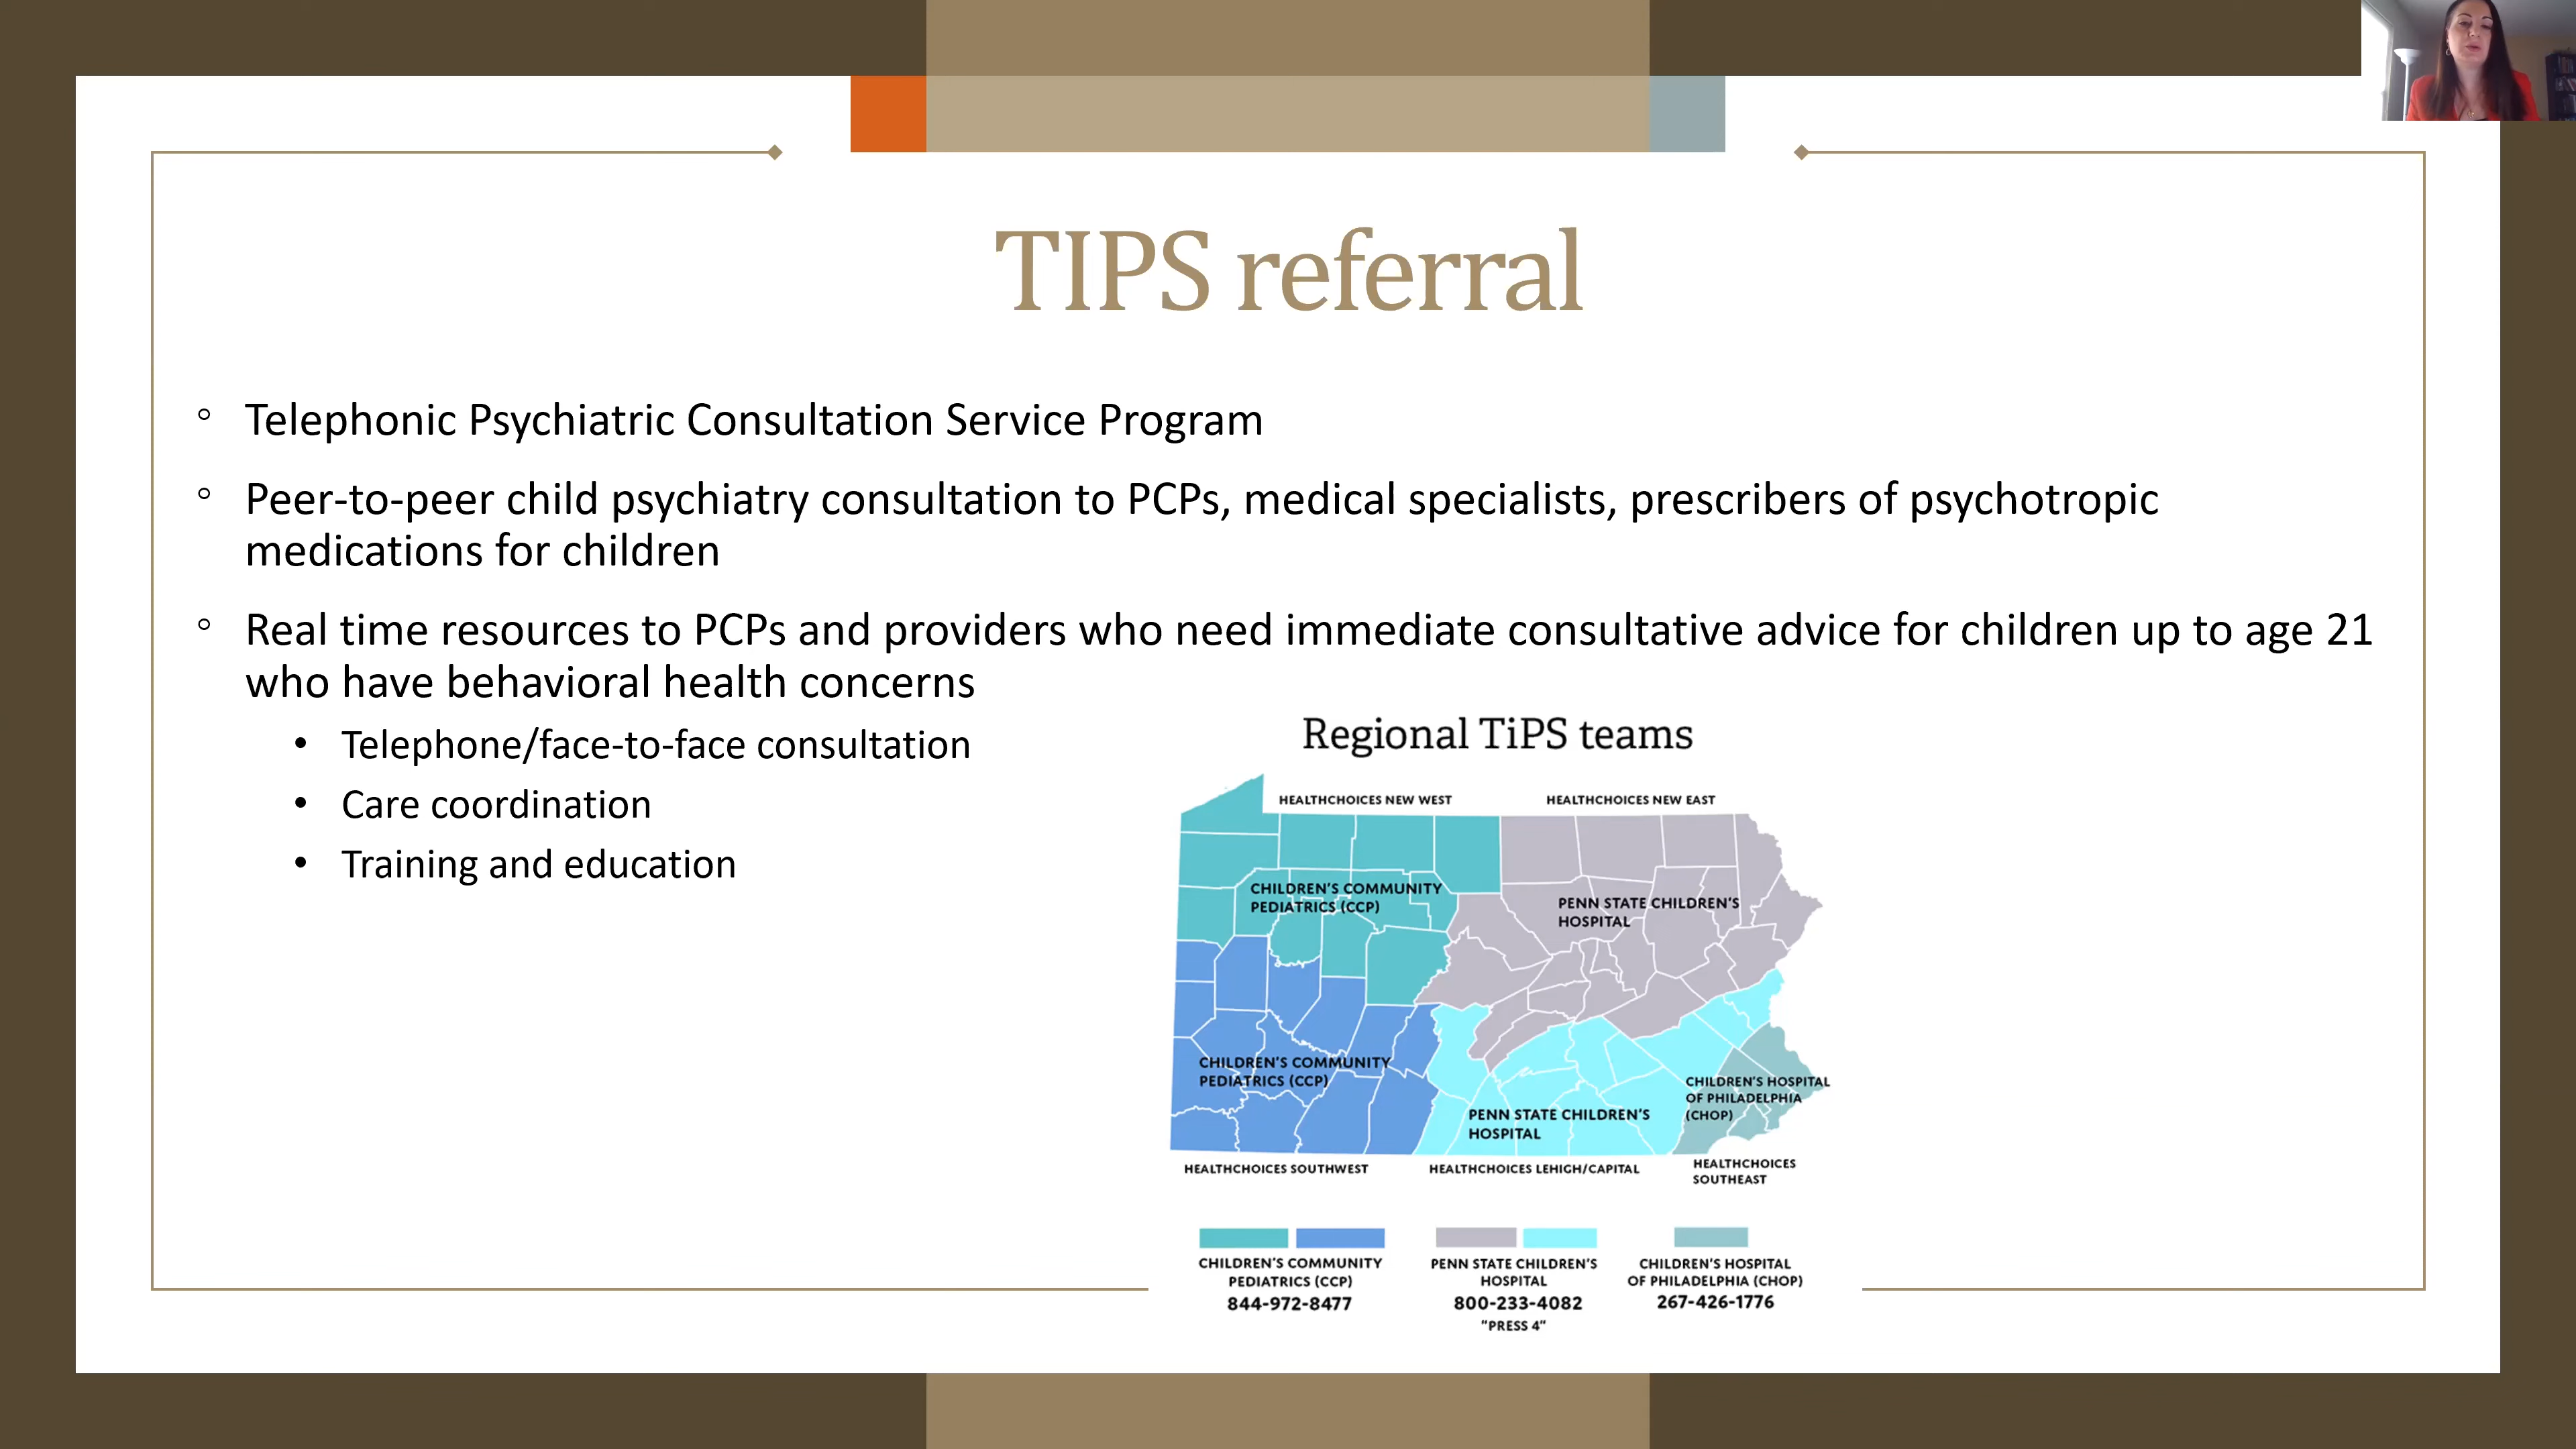 TIPS referral
Telephonic Psychiatric Consultation Service Program
Peer-to-peer child psychiatry consultation to PCPs, medical specialists, prescribers of psychotropic
medications for children
Real time resources to PCPs and providers who need immediate consultative advice for children up to age 21
who have behavioral health concerns
• Telephone/face-to-face consultation
• Care coordination
• Training and education
Regional TiPS teams
HEALTHCHOICES NEW WEST
HEALTHCHOICES NEW EAST
CHILDREN'S COMMUNITY
PEDIATRICS (CCP)
PENN STATE CHILDREN'S
HOSPITAL
CHILDREN'S COMMUNITY
PEDIATRICS (CCP)
PENN STATE CHILDREN'S
HOSPITAL
CHILDREN'S HOSPITAL
OF PHILADELPHIA
(CHOP)
HEALTHCHOICES SOUTHWEST
HEALTHCHOICES LEHIGH/CAPITAL
HEALTHCHOICES
SOUTHEAST
CHILDREN'S COMMUNITY
PEDIATRICS (CCP)
844-972-8477
PENN STATE CHILDREN'S
HOSPITAL
800-233-4082
"PRESS 4"
CHILDREN'S HOSPITAL
OF PHILADELPHIA (CHOP)
267-426-1776